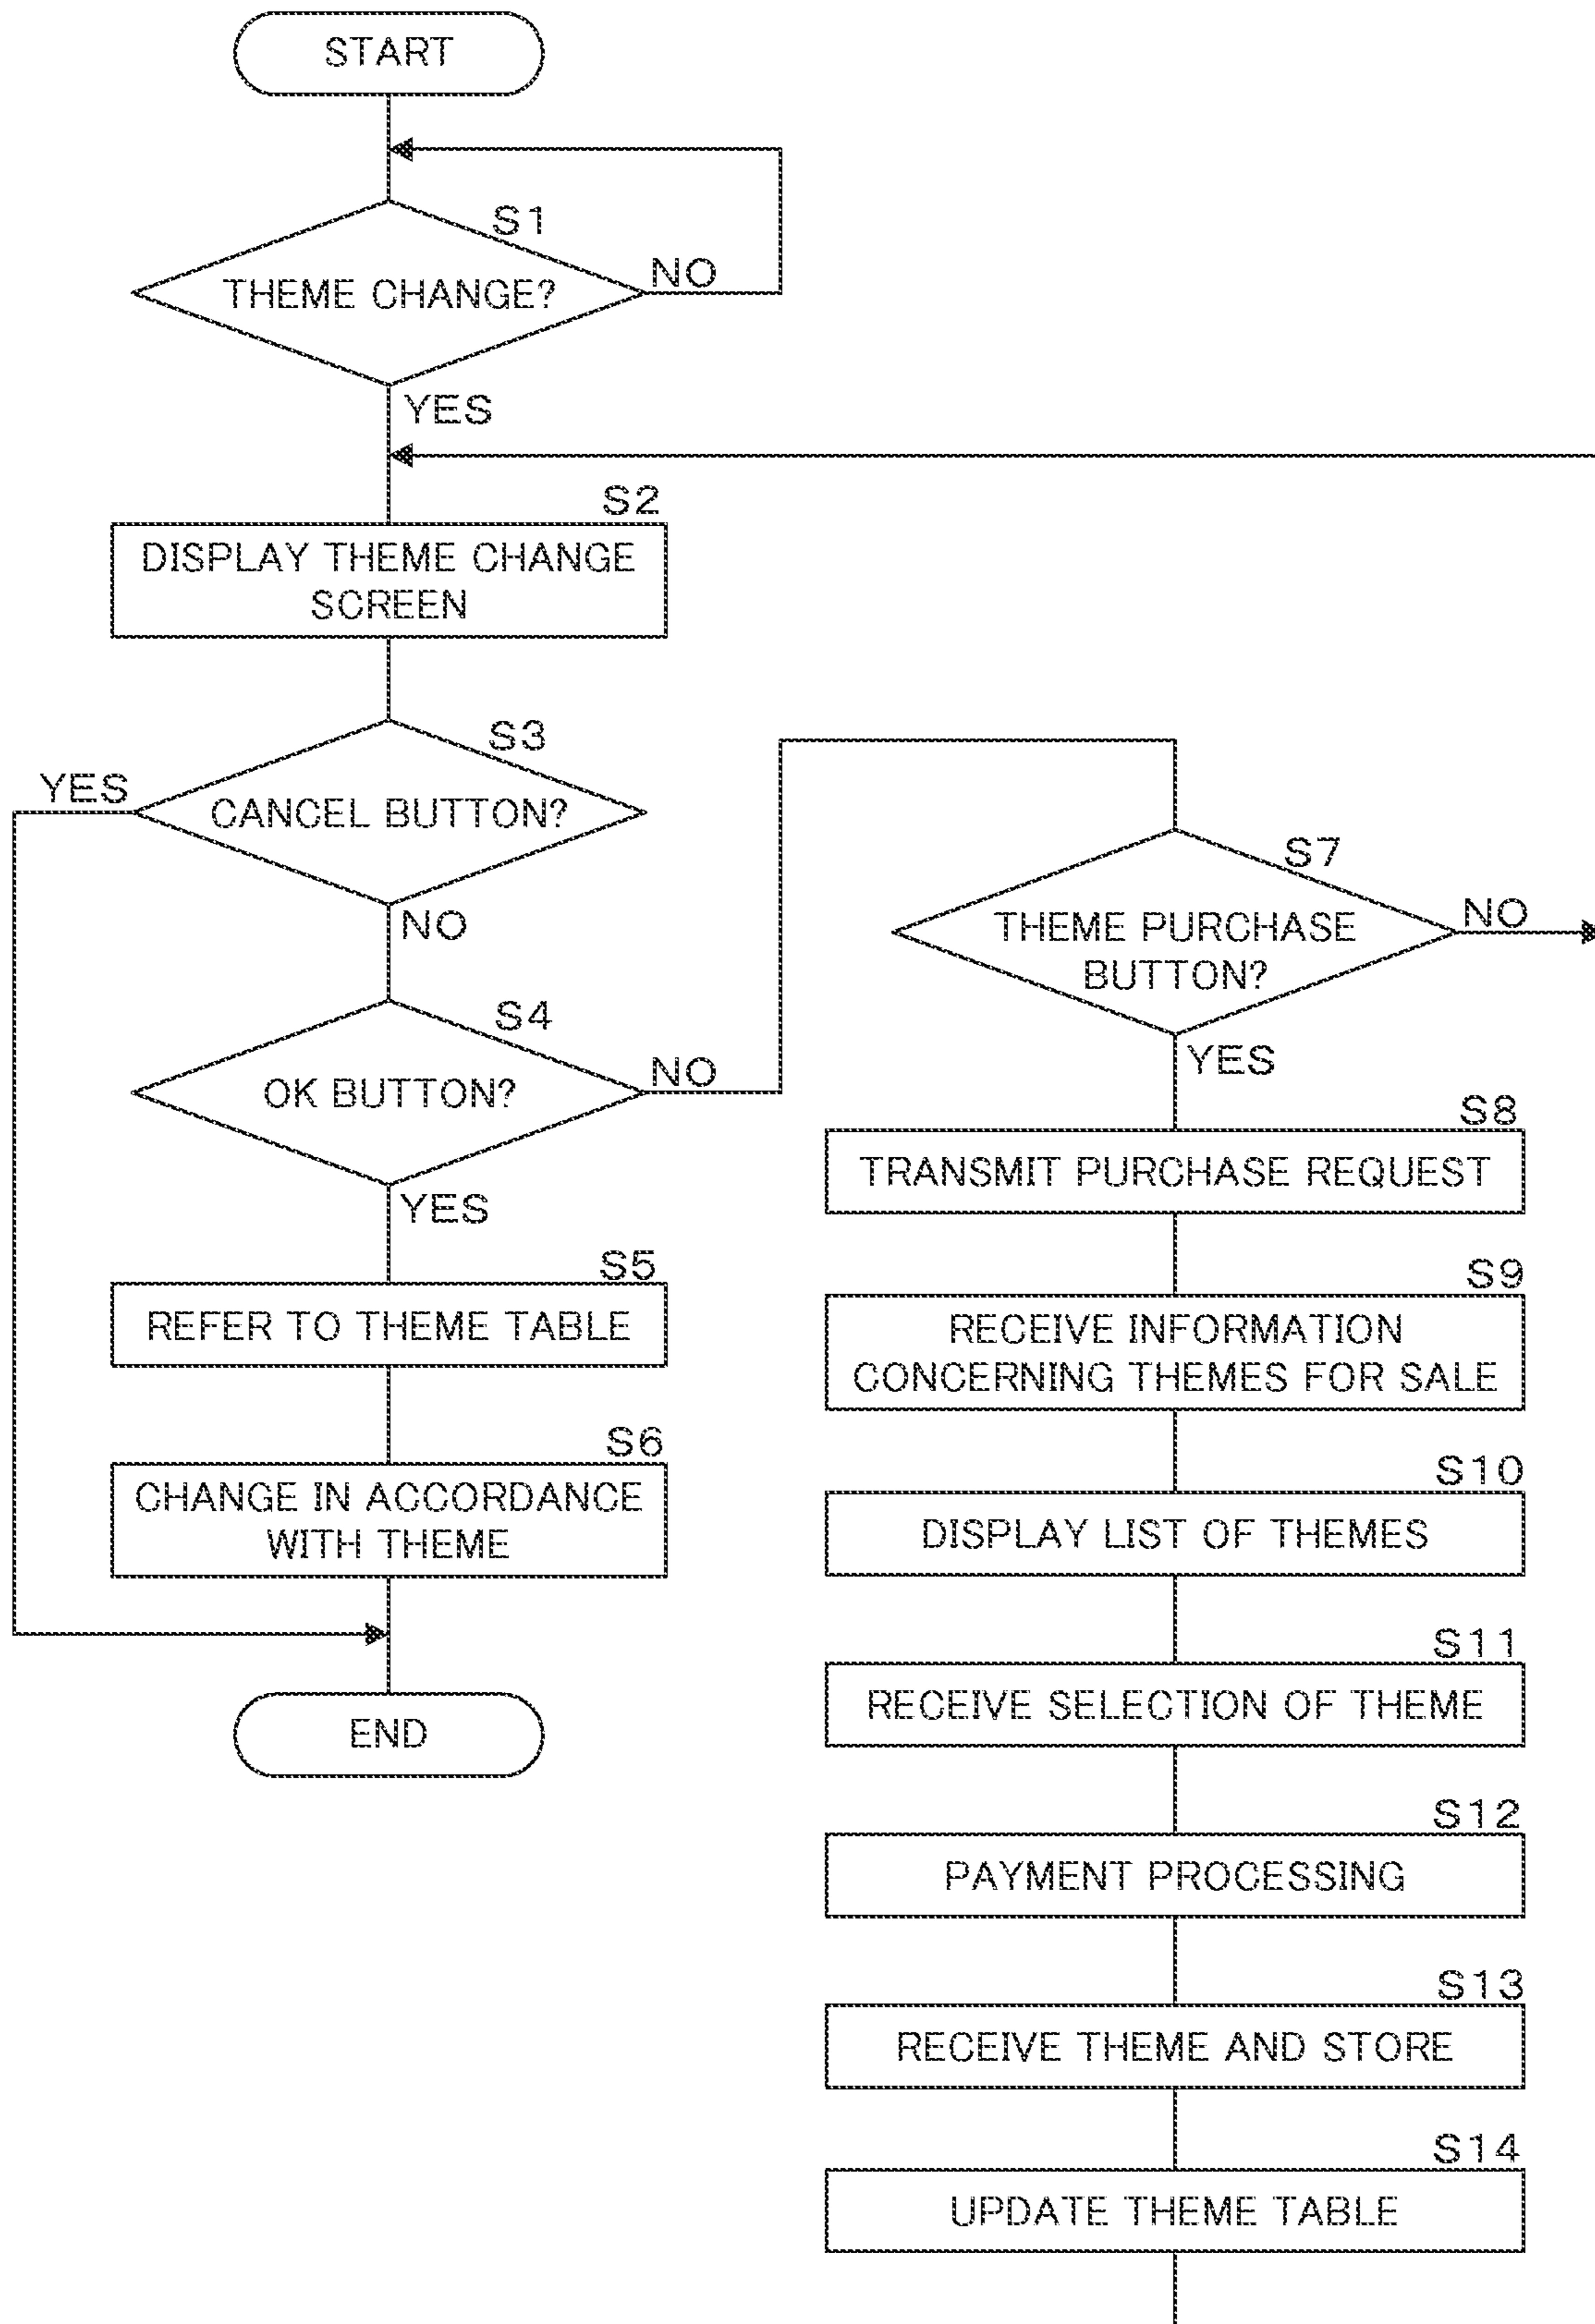 START
S1
THEME CHANGE?
NO
YES
S2
DISPLAY THEME CHANGE
SCREEN
S3
YES
CANCEL BUTTON?
NO
S4
OK BUTTON?
NO
YES
S5
REFER TO THEME TABLE
S6
CHANGE IN ACCORDANCE
WITH THEME
END
S7
THEME PURCHASE
BUTTON?
NO
YES
S8
TRANSMIT PURCHASE REQUEST
S9
RECEIVE INFORMATION
CONCERNING THEMES FOR SALE
S10
DISPLAY LIST OF THEMES
S11
RECEIVE SELECTION OF THEME
S12
PAYMENT PROCESSING
S13
RECEIVE THEME AND STORE
S14
UPDATE THEME TABLE